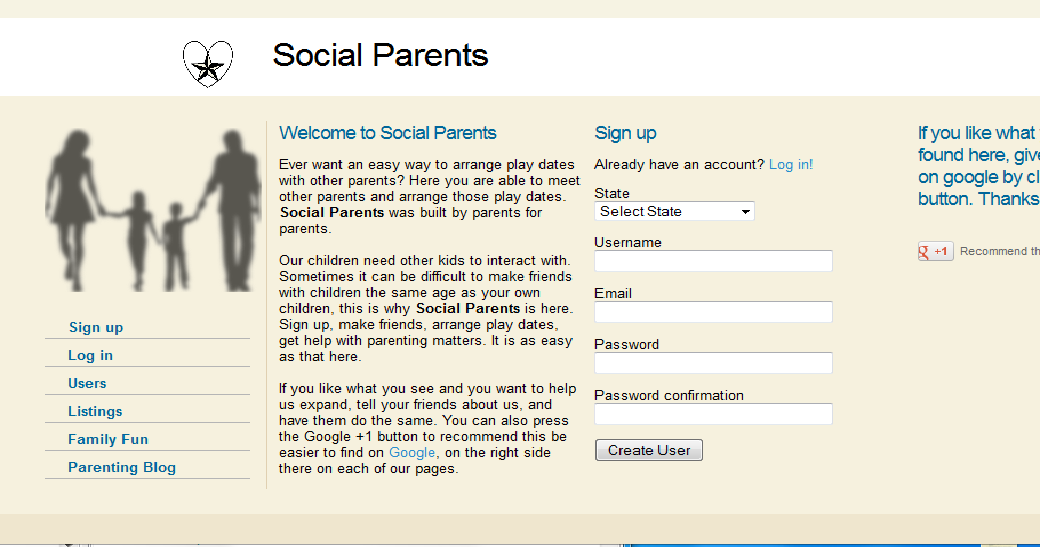 Social Parents
Sign up
Log in
Users
Listings
Family Fun
Parenting Blog
Welcome to Social Parents
Ever want an easy way to arrange play dates
with other parents? Here you are able to meet
other parents and arrange those play dates.
Social Parents was built by parents for
parents.
Our children need other kids to interact with.
Sometimes it can be difficult to make friends
with children the same age as your own
children, this is why Social Parents is here.
Sign up, make friends, arrange play dates,
get help with parenting matters. It is as easy
as that here.
If you like what you see and you want to help
us expand, tell your friends about us, and
have them do the same. You can also press
the Google +1 button to recommend this be
easier to find on Google, on the right side
there on each of our pages.
Sign up
Already have an account? Log in!
State
Select State
Username
Email
Password
Password confirmation
Create User
If you like what
found here, give
on google by cl
button. Thanks
g +1 Recommend th